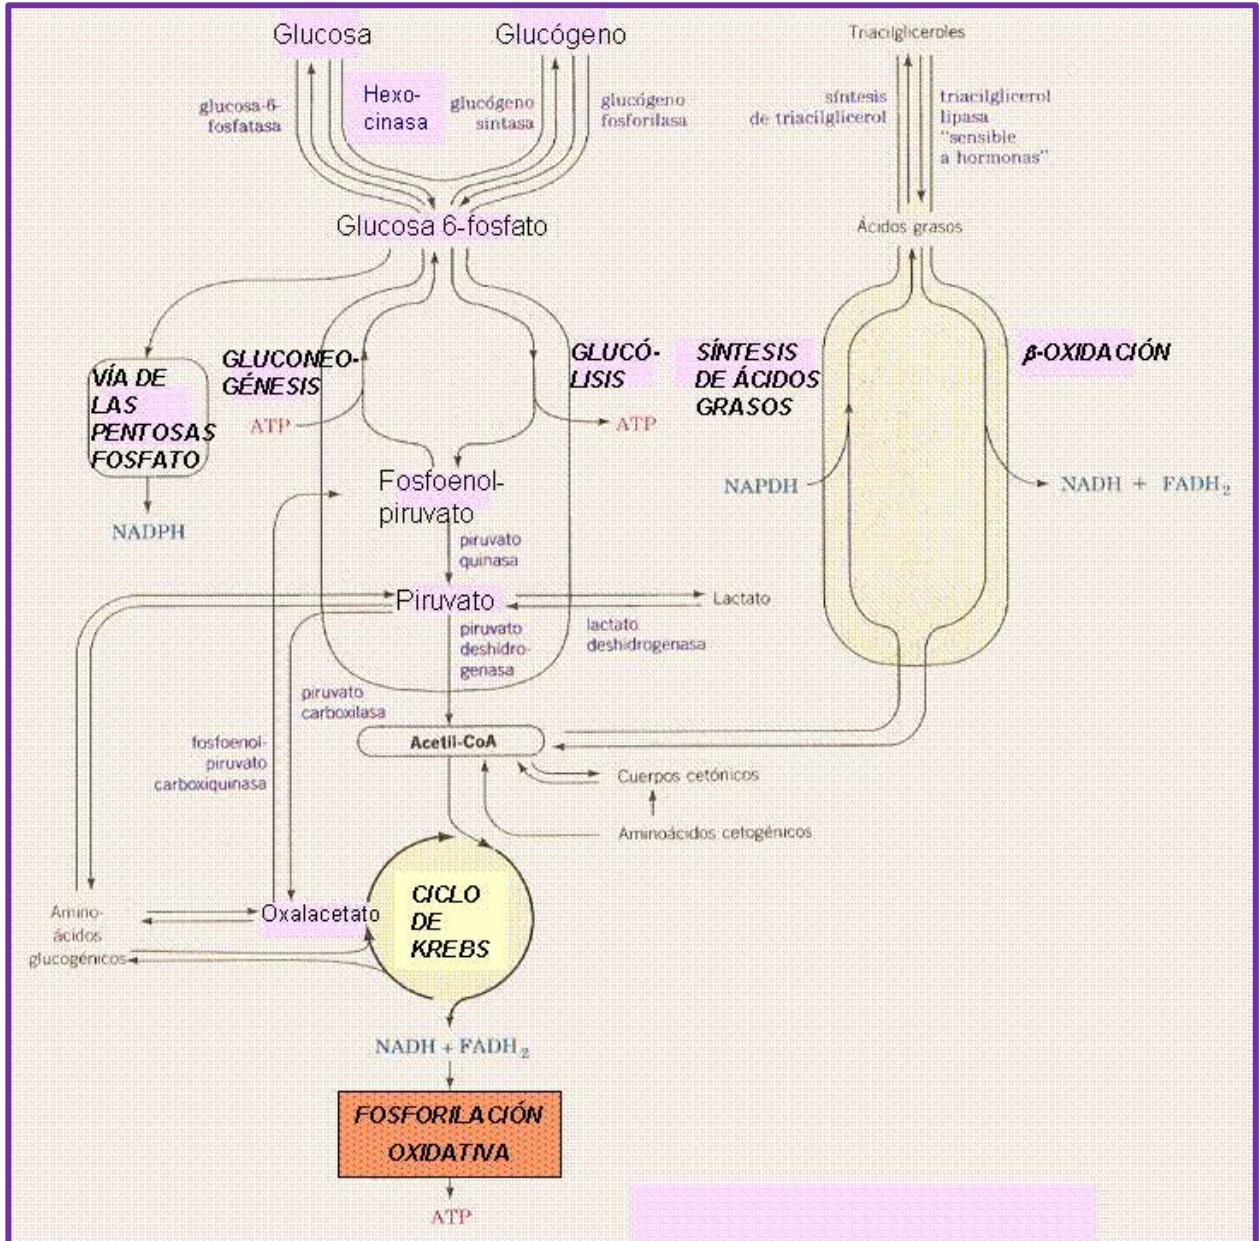 Glucosa
Glucógeno
Triacilgliceroles
glucosa-6-
fosfatasa
Hexo-
cinasa
glucógeno
sintasa
glucógeno
fosforilasa
síntesis
de triacilglicerol
triacilglicerol
lipasa
"sensible
a hormonas"
Glucosa 6-fosfato
Ácidos grasos
VÍA DE
LAS
PENTOSAS
FOSFATO
GLUCONEO-
GÉNESIS
ATP
GLUCÓ-
LISIS
ATP
SÍNTESIS
DE ÁCIDOS
GRASOS
β-OXIDACIÓN
NADPH
Fosfoenol-
piruvato
NAPDH
NADH + FADH₂
piruvato
quinasa
Piruvato
Lactato
piruvato
deshidro-
genasa
lactato
deshidrogenasa
piruvato
carboxilasa
fosfoenol-
piruvato
carboxiquinasa
Acetil-CoA
Cuerpos cetónicos
Aminoácidos cetogénicos
Amino-
ácidos
glucogénicos
Oxalacetato
CICLO
DE
KREBS
NADH + FADH₂
FOSFORILACIÓN
OXIDATIVA
ATP